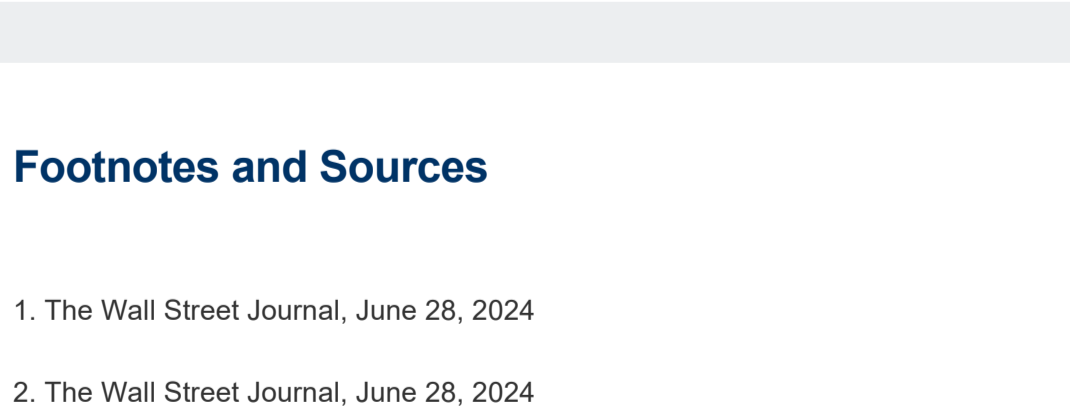 Footnotes and Sources
1. The Wall Street Journal, June 28, 2024
2. The Wall Street Journal, June 28, 2024